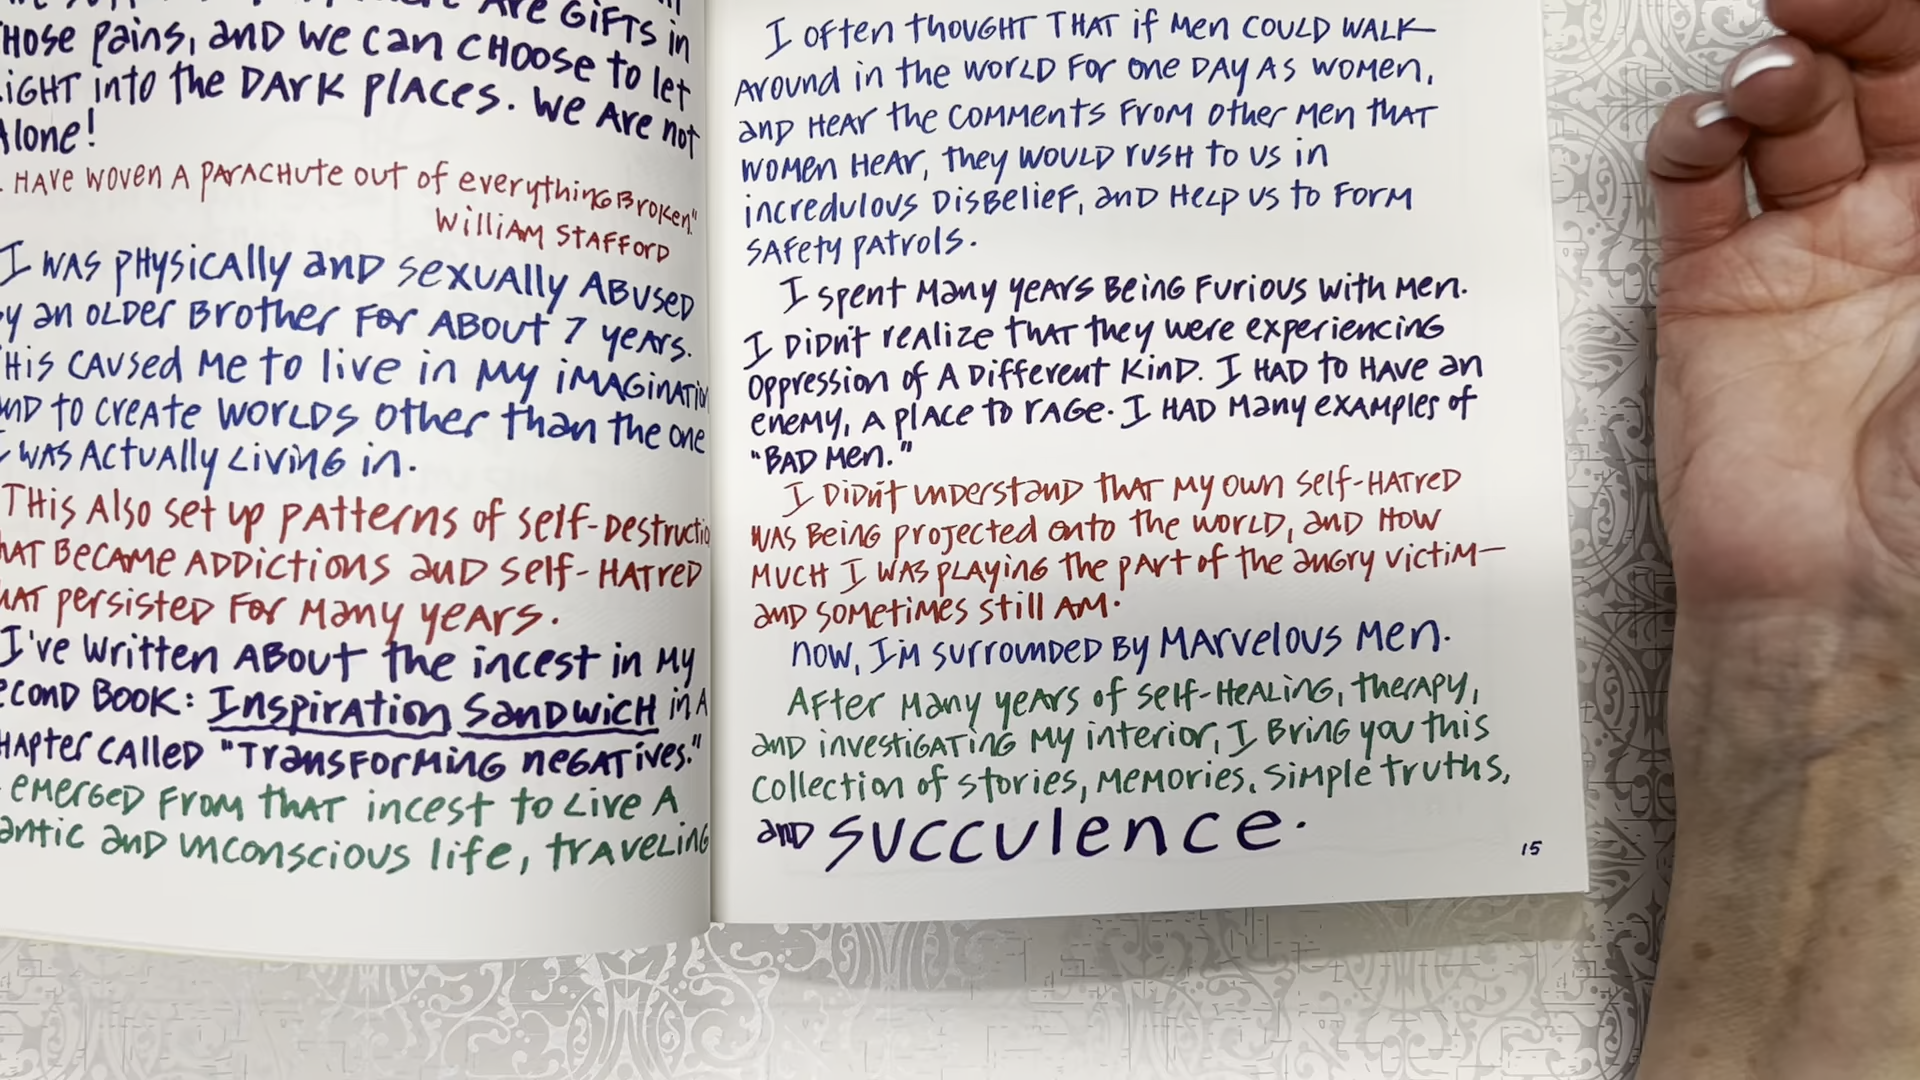 are GiFTS in
those pains, and we can choose to let
LiGHT into the DARK places. We Are not
Alone!
HAVE WOVEN A PARACHUTE out of everything Broken."
William Stafford
I was physically and sexually ABUSED
by an OLDER Brother For ABOUT 7 years.
This caused me to live in my iMAGINATiO
and to create worlds other than the one
I was Actually Living in.
This Also set up patterns of self-Destructio
that became ADDictions and self-HATreD
that persisted for many years.
I've written ABOUT the incest in My
second BOOK: Inspiration Sandwich in A
chapter called "Transforming negatives."
emerged from that incest to Live A
antic and unconscious life, traveling
I often thought THAT if Men COULD WALK
Around in the world For one DAY AS women,
and HEAR the comments From other Men that
women Hear, they would rush to us in
incredulous DisBelief, and Help us to Form
Safety patrols.
I spent Many years Being Furious with Men.
I Didn't realize that they were experiencing
oppression of A Different Kind. I HAD to Have an
enemy, A place to rage. I HAD Many examples of
"BAD Men."
I Didn't understand that My own self-HATreD
was Being projected onto the world, and How
Much I was playing the part of the angry victim—
and sometimes still AM.
now, I'm surrounded by Marvelous Men.
After Many years of self-Healing, therapy,
and investigating My interior, I Bring you this
collection of stories, Memories, simple truths,
and succulence.
15